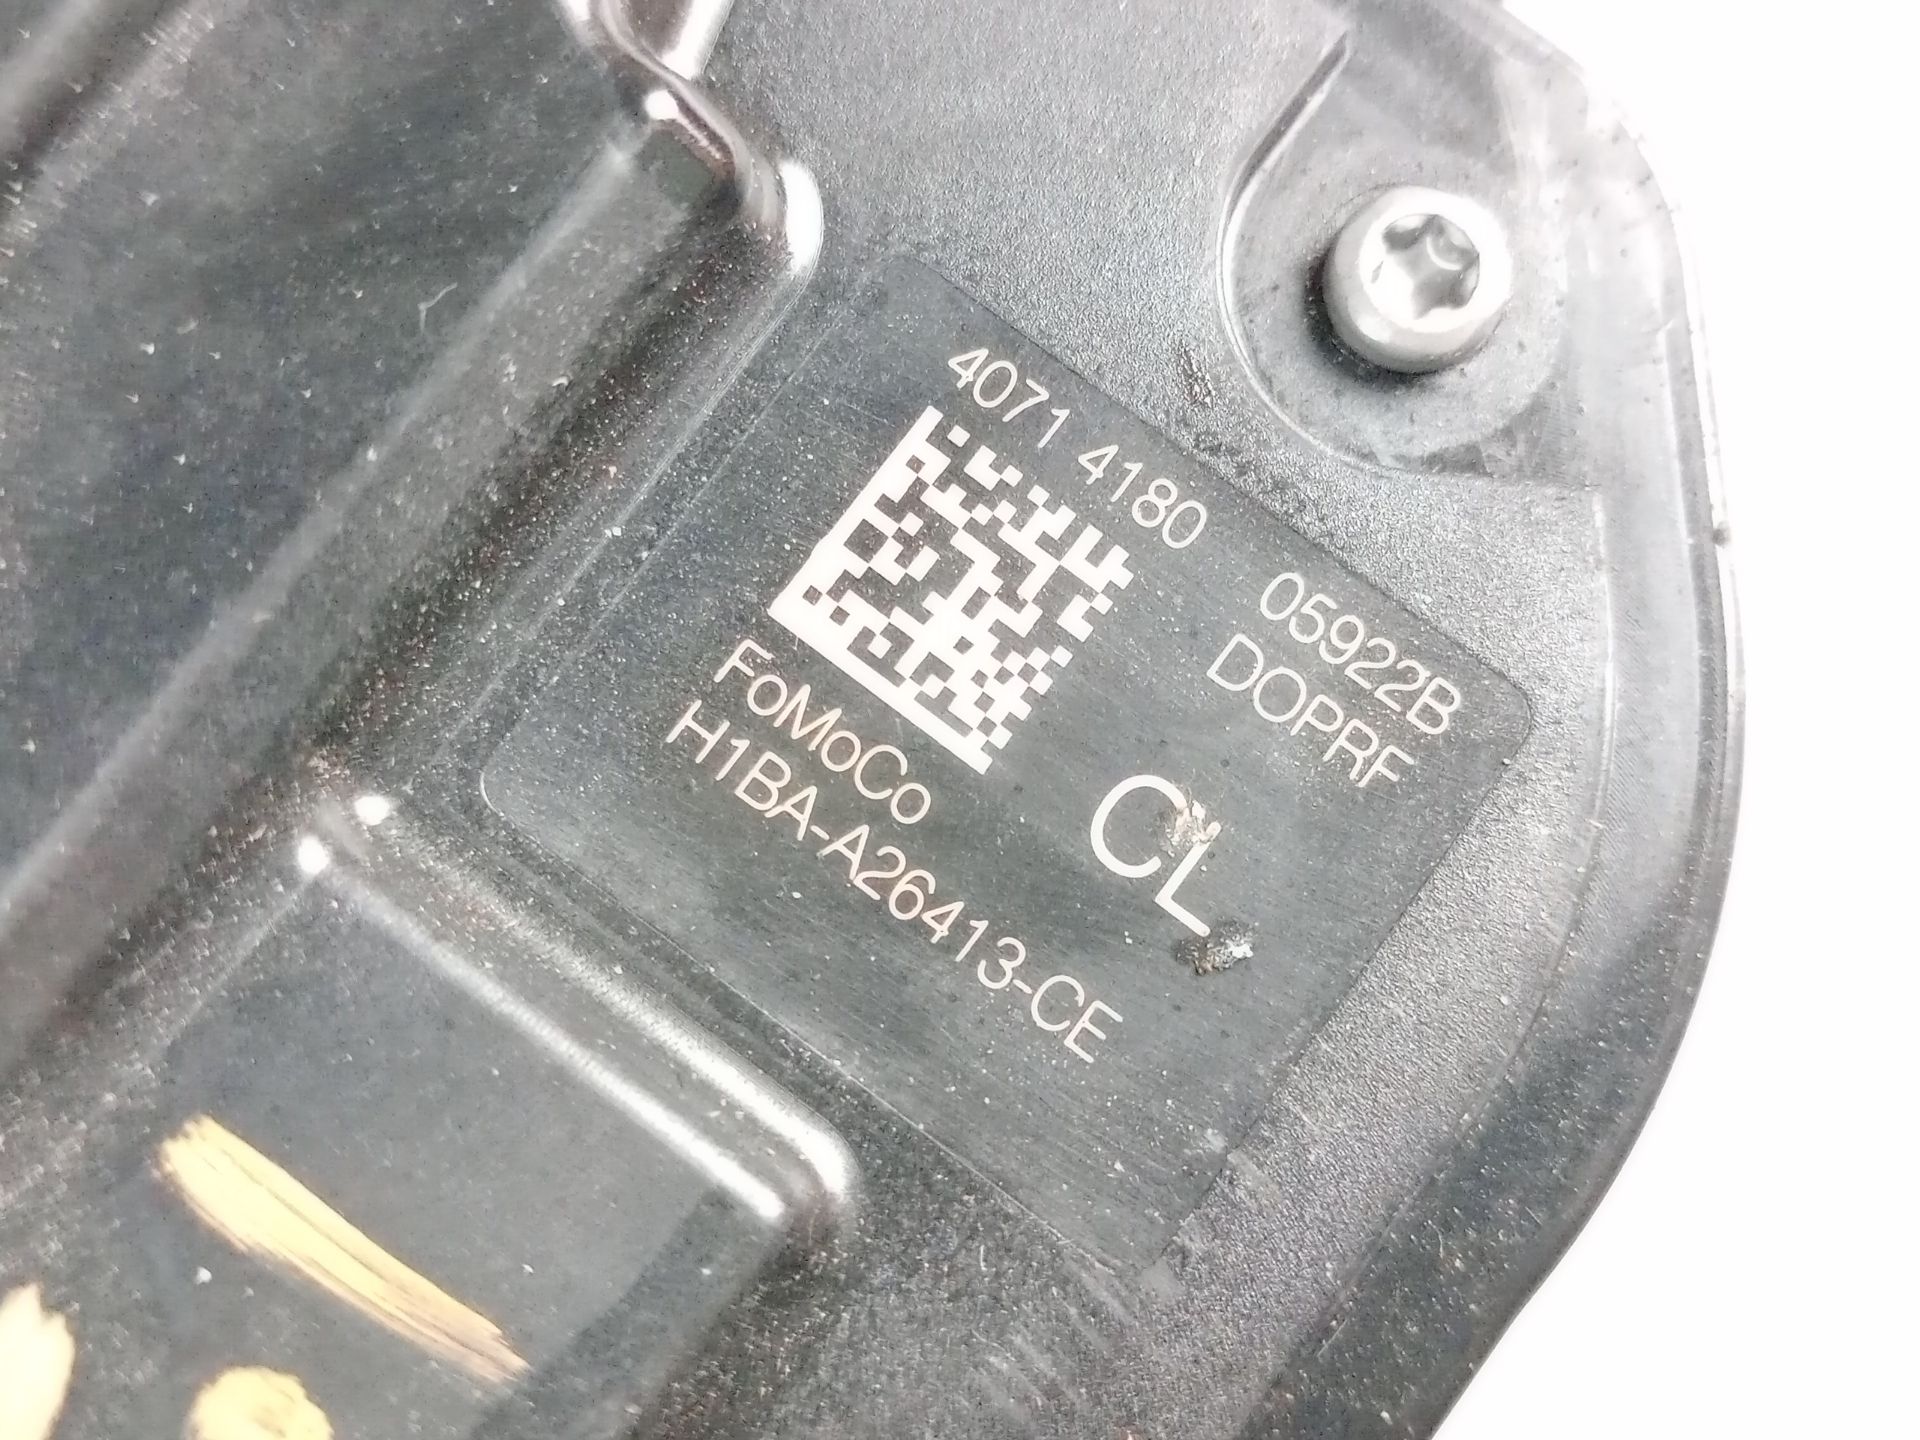 4071 4180
05922B
DOPRF
CL
FoMoCo
H1BA-A26413-CE